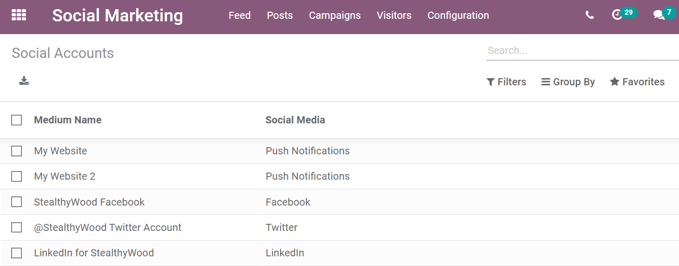 Social Marketing Feed Posts Campaigns Visitors Configuration 29 7
Social Accounts Search...
Filters Group By Favorites
Medium Name Social Media
My Website Push Notifications
My Website 2 Push Notifications
StealthyWood Facebook Facebook
@StealthyWood Twitter Account Twitter
LinkedIn for StealthyWood LinkedIn